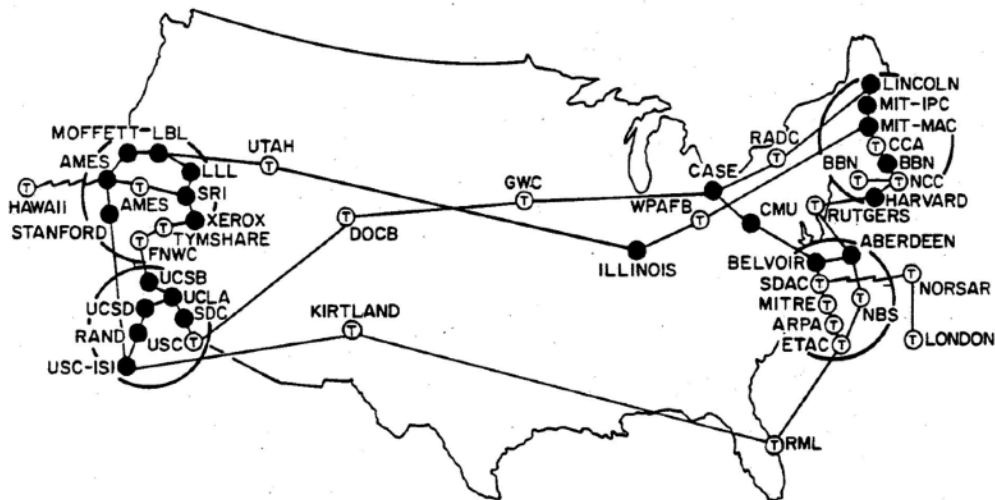 LINCOLN
MIT-IPC
MOFFETT-LBL
MIT-MAC
RADC
T
UTAH
T
T
CCA
AMES
LLL
CASE
BBN
BBN
T
T
T
SRI
GWC
NCC
T
HAWAII
AMES
T
WPAFB
HARVARD
XEROX
T
CMU
T
RUTGERS
STANFORD
T
TYMSHARE
T
DOCB
T
FNWC
ILLINOIS
ABERDEEN
BELVOIR
UCSB
SDAC
T
T
NORSAR
UCLA
UCSD
MITRE
T
T
NBS
SDC
KIRTLAND
RAND
ARPA
T
USC
T
T
ETAC
T
T
LONDON
USC-ISI
T
RML